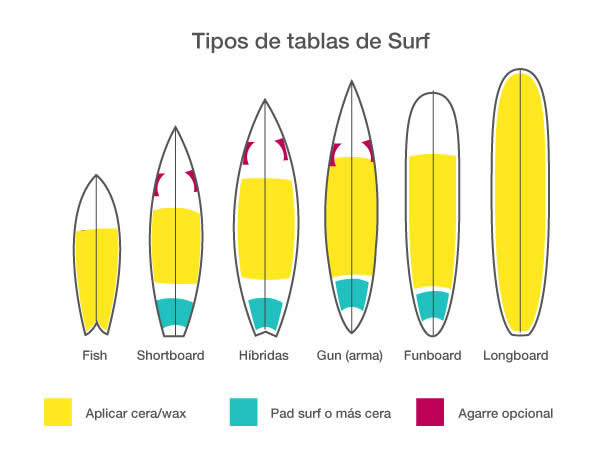 Tipos de tablas de Surf
Fish
Shortboard
Híbridas
Gun (arma)
Funboard
Longboard
Aplicar cera/wax
Pad surf o más cera
Agarre opcional